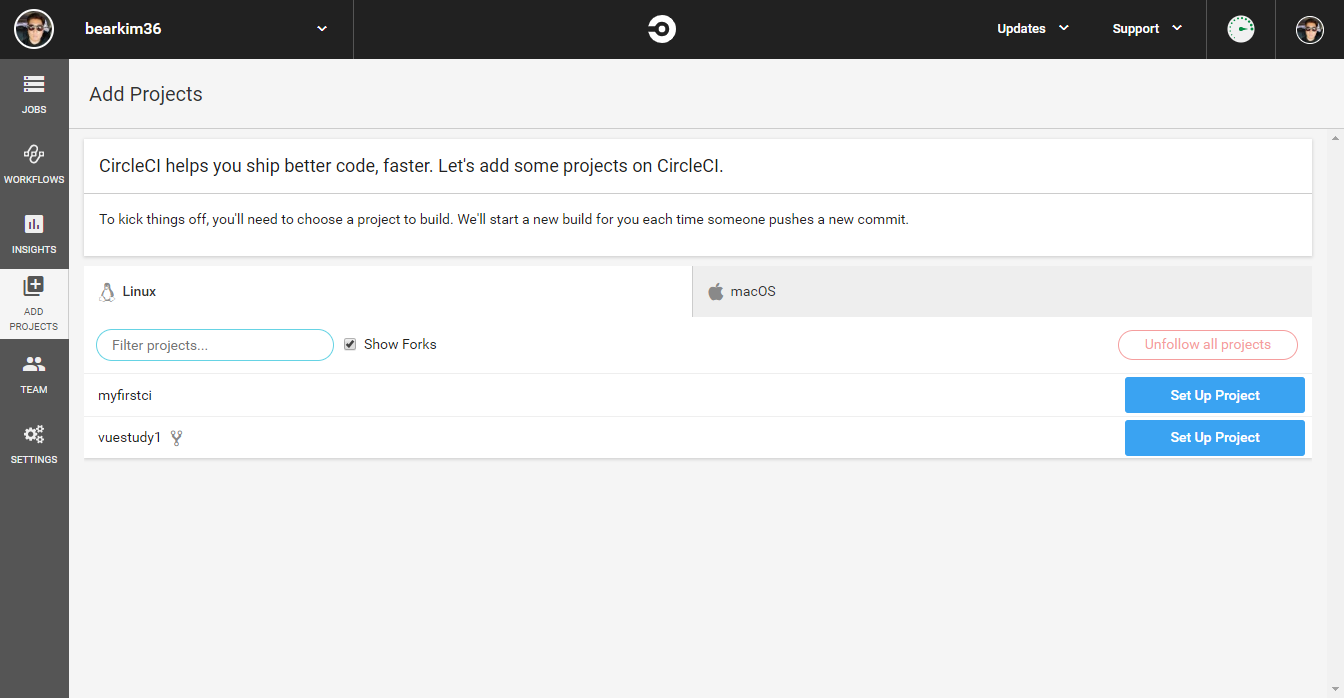 bearkim36
Updates
Support
JOBS
WORKFLOWS
INSIGHTS
ADD
PROJECTS
TEAM
SETTINGS
Add Projects
CircleCI helps you ship better code, faster. Let's add some projects on CircleCI.
To kick things off, you'll need to choose a project to build. We'll start a new build for you each time someone pushes a new commit.
Linux
macOS
Filter projects...
Show Forks
Unfollow all projects
myfirstci
Set Up Project
vuestudy1
Set Up Project